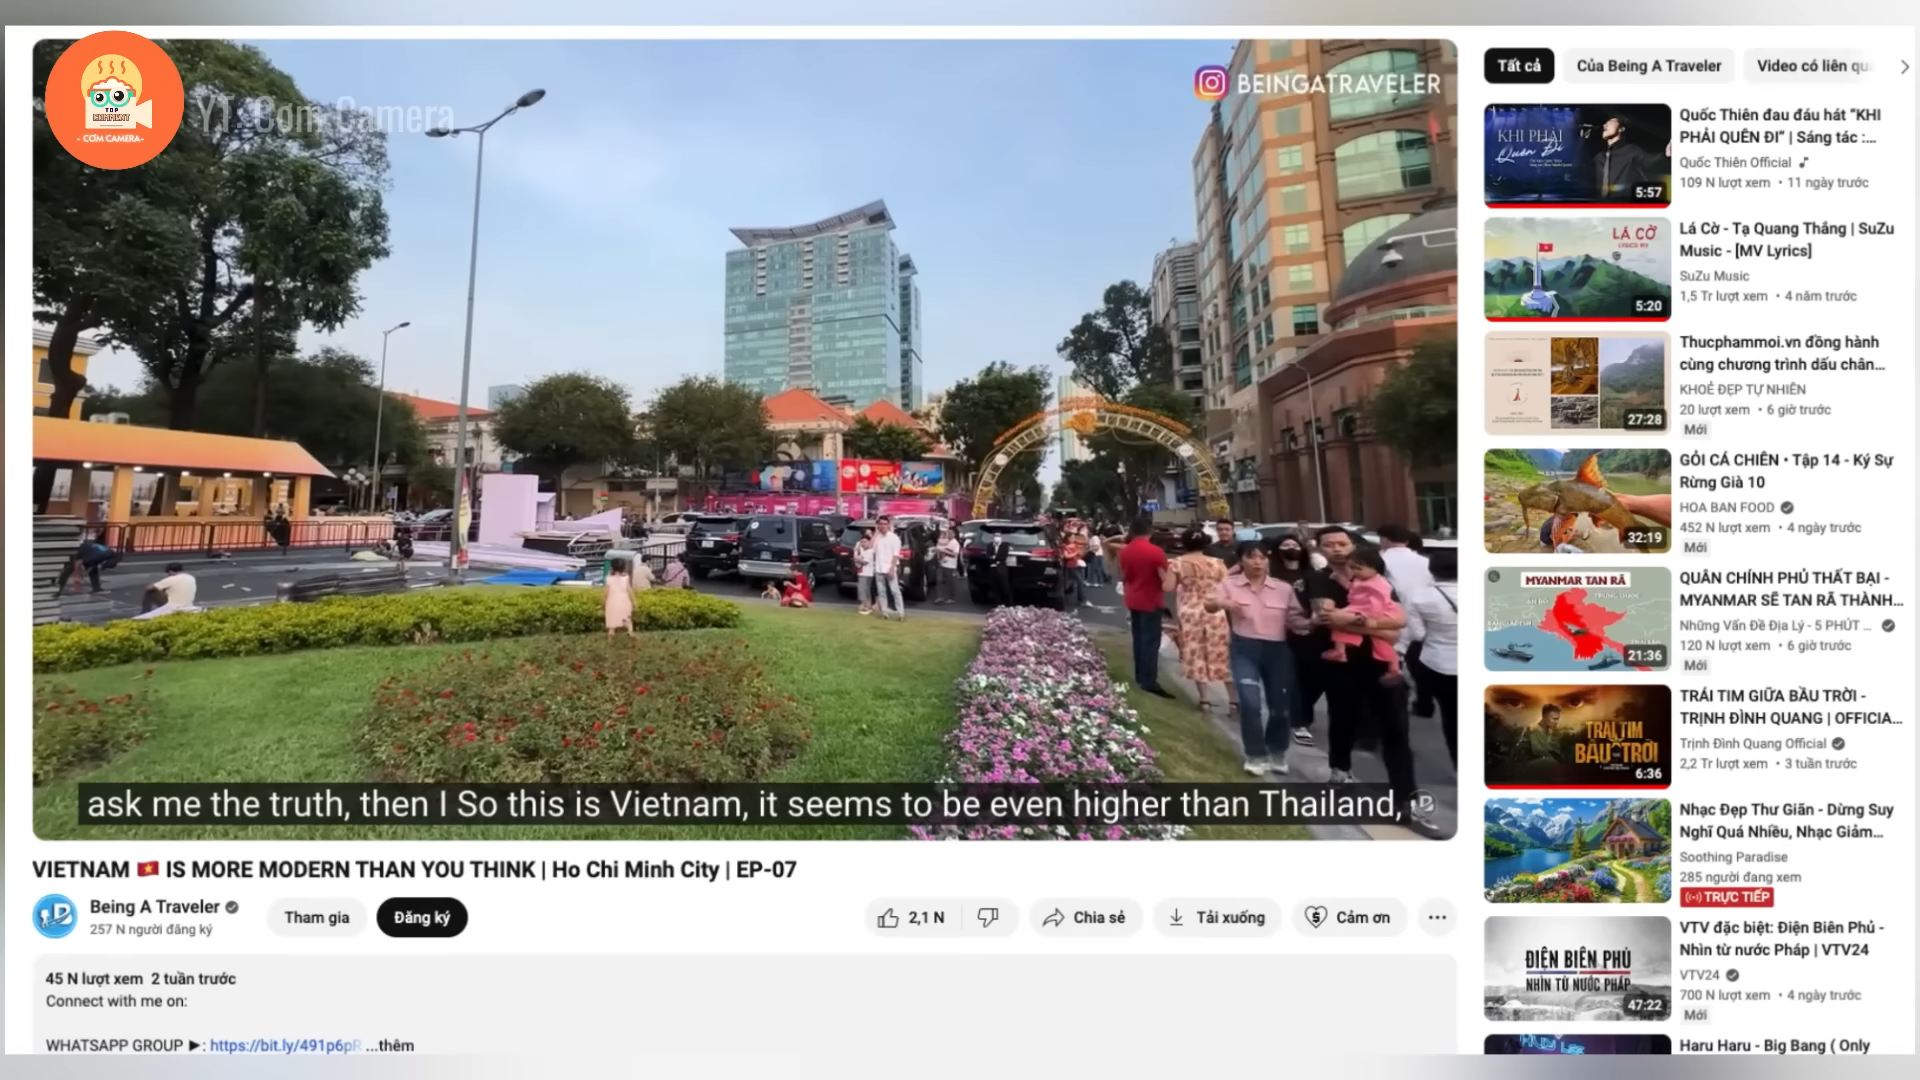 TOP
COMMENT
- CƠM CAMERA-
YT: Cơm Camera
BEINGATRAVELER
ask me the truth, then I So this is Vietnam, it seems to be even higher than Thailand,
VIETNAM 🇻🇳 IS MORE MODERN THAN YOU THINK | Ho Chi Minh City | EP-07
Being A Traveler
257 N người đăng ký
Tham gia
Đăng ký
2,1 N
Chia sẻ
Tải xuống
Cảm ơn
45 N lượt xem 2 tuần trước
Connect with me on:
WHATSAPP GROUP ►: https://bit.ly/491p6pR ...thêm
Tất cả
Của Being A Traveler
Video có liên qu
KHI PHẢI
Quên Đi
5:57
Quốc Thiên đau đáu hát “KHI
PHẢI QUÊN ĐI” | Sáng tác :...
Quốc Thiên Official
109 N lượt xem • 11 ngày trước
LÁ CỜ
5:20
Lá Cờ - Tạ Quang Thắng | SuZu
Music - [MV Lyrics]
SuZu Music
1,5 Tr lượt xem • 4 năm trước
27:28
Thucphammoi.vn đồng hành
cùng chương trình dấu chân...
KHOẺ ĐẸP TỰ NHIÊN
20 lượt xem • 6 giờ trước
Mới
32:19
GỎI CÁ CHIÊN • Tập 14 - Ký Sự
Rừng Già 10
HOA BAN FOOD
452 N lượt xem • 4 ngày trước
Mới
MYANMAR TAN RÃ
21:36
QUÂN CHÍNH PHỦ THẤT BẠI -
MYANMAR SẼ TAN RÃ THÀNH...
Những Vấn Đề Địa Lý - 5 PHÚT ...
120 N lượt xem • 6 giờ trước
Mới
TRÁI TIM
BẦU TRỜI
6:36
TRÁI TIM GIỮA BẦU TRỜI -
TRỊNH ĐÌNH QUANG | OFFICIA...
Trịnh Đình Quang Official
2,2 Tr lượt xem • 3 tuần trước
Nhạc Đẹp Thư Giãn - Dừng Suy
Nghĩ Quá Nhiều, Nhạc Giảm...
Soothing Paradise
285 người đang xem
TRỰC TIẾP
ĐIỆN BIÊN PHỦ
NHÌN TỪ NƯỚC PHÁP
47:22
VTV đặc biệt: Điện Biên Phủ -
Nhìn từ nước Pháp | VTV24
VTV24
700 N lượt xem • 4 ngày trước
Mới
Haru Haru - Big Bang ( Only